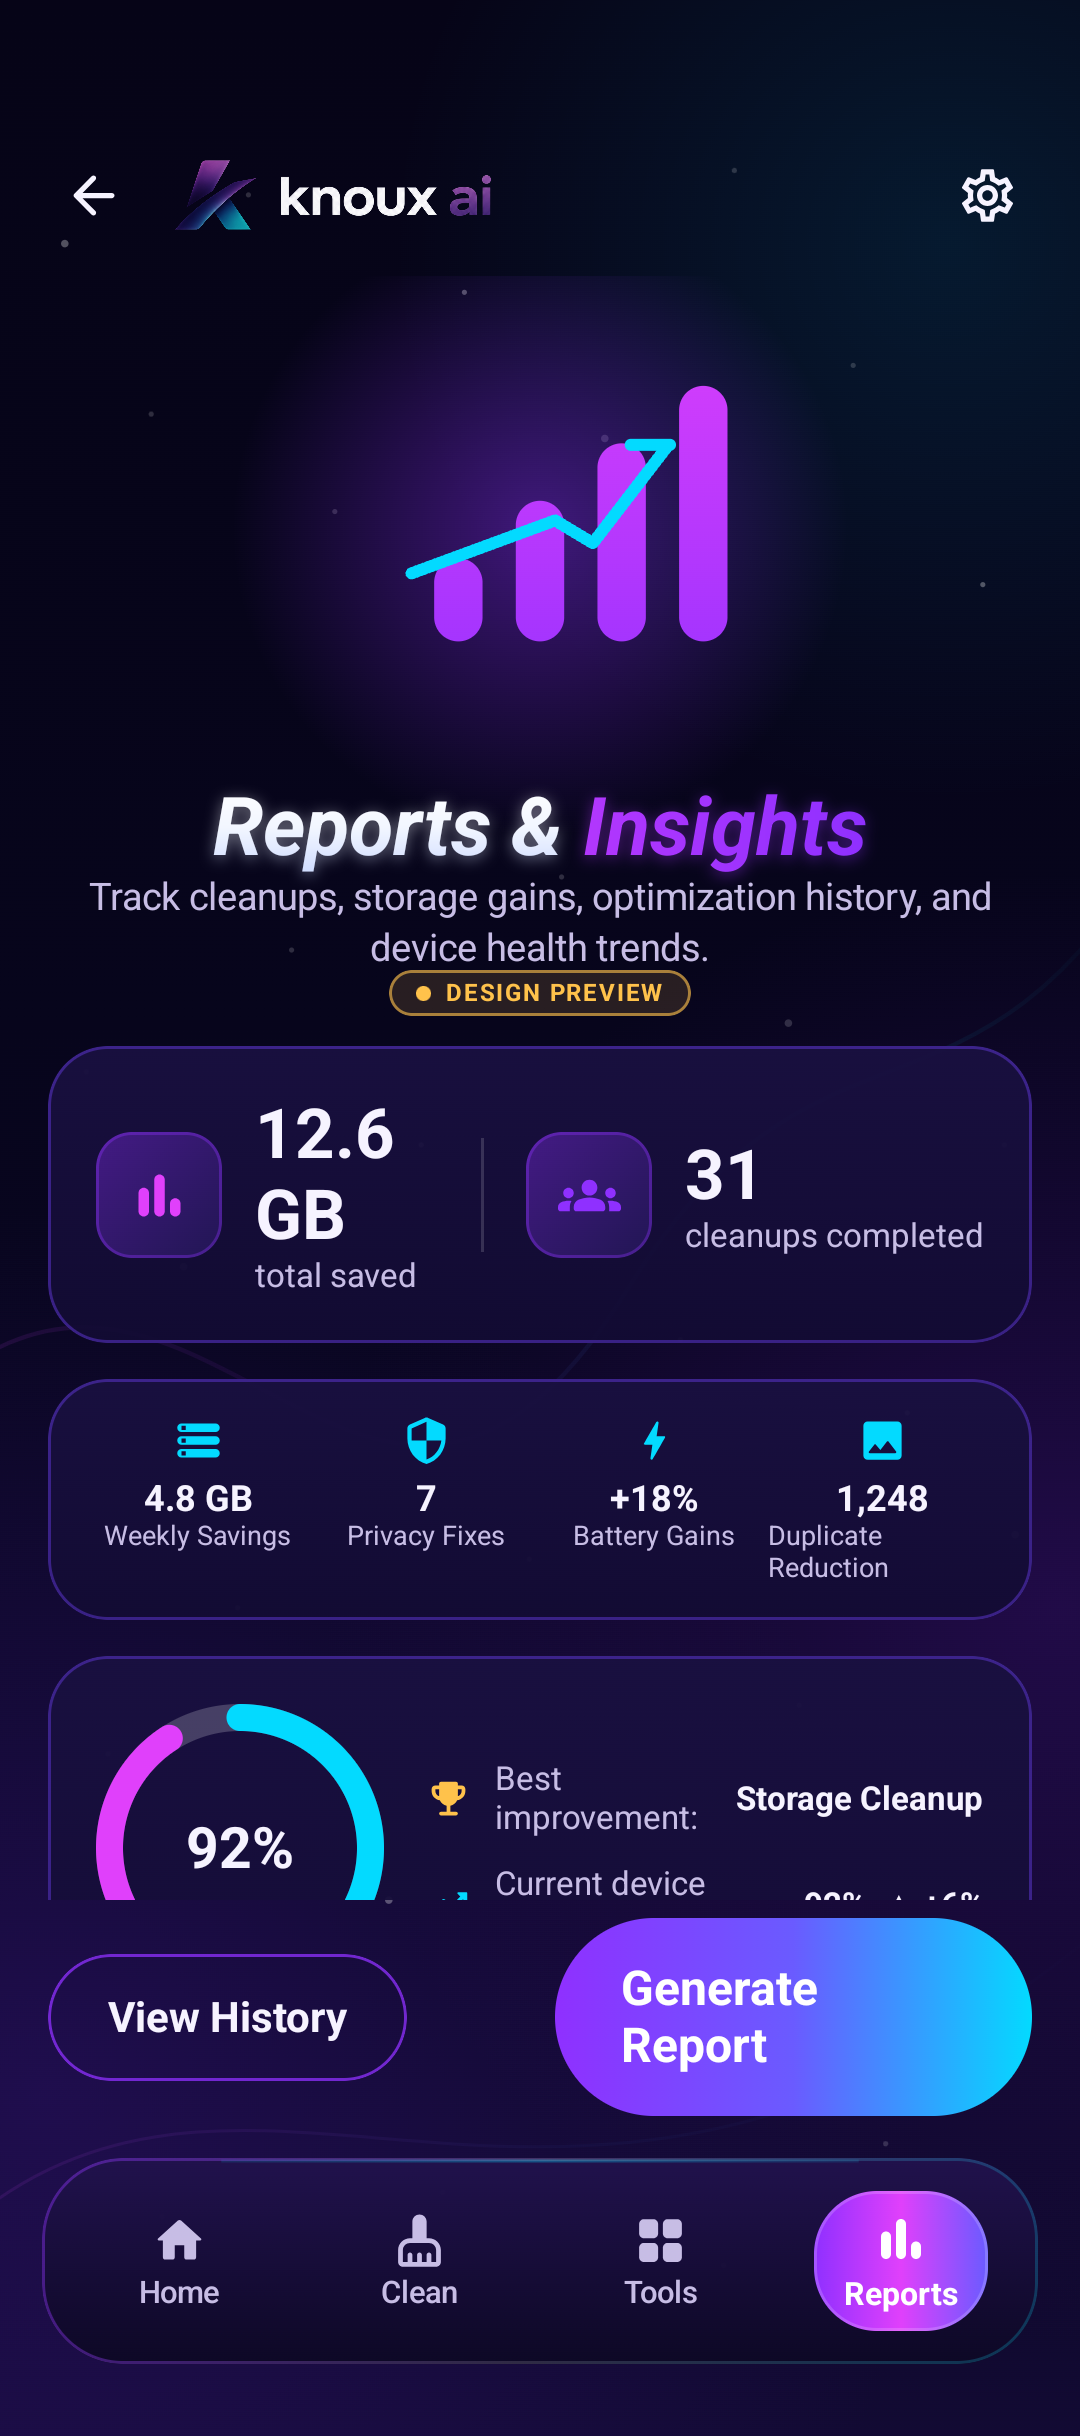 knoux ai
Reports & Insights
Track cleanups, storage gains, optimization history, and
device health trends.
DESIGN PREVIEW
12.6
GB
total saved
31
cleanups completed
4.8 GB
Weekly Savings
7
Privacy Fixes
+18%
Battery Gains
1,248
Duplicate
Reduction
92%
Best
improvement:
Storage Cleanup
Current device
View History
Generate
Report
Home
Clean
Tools
Reports